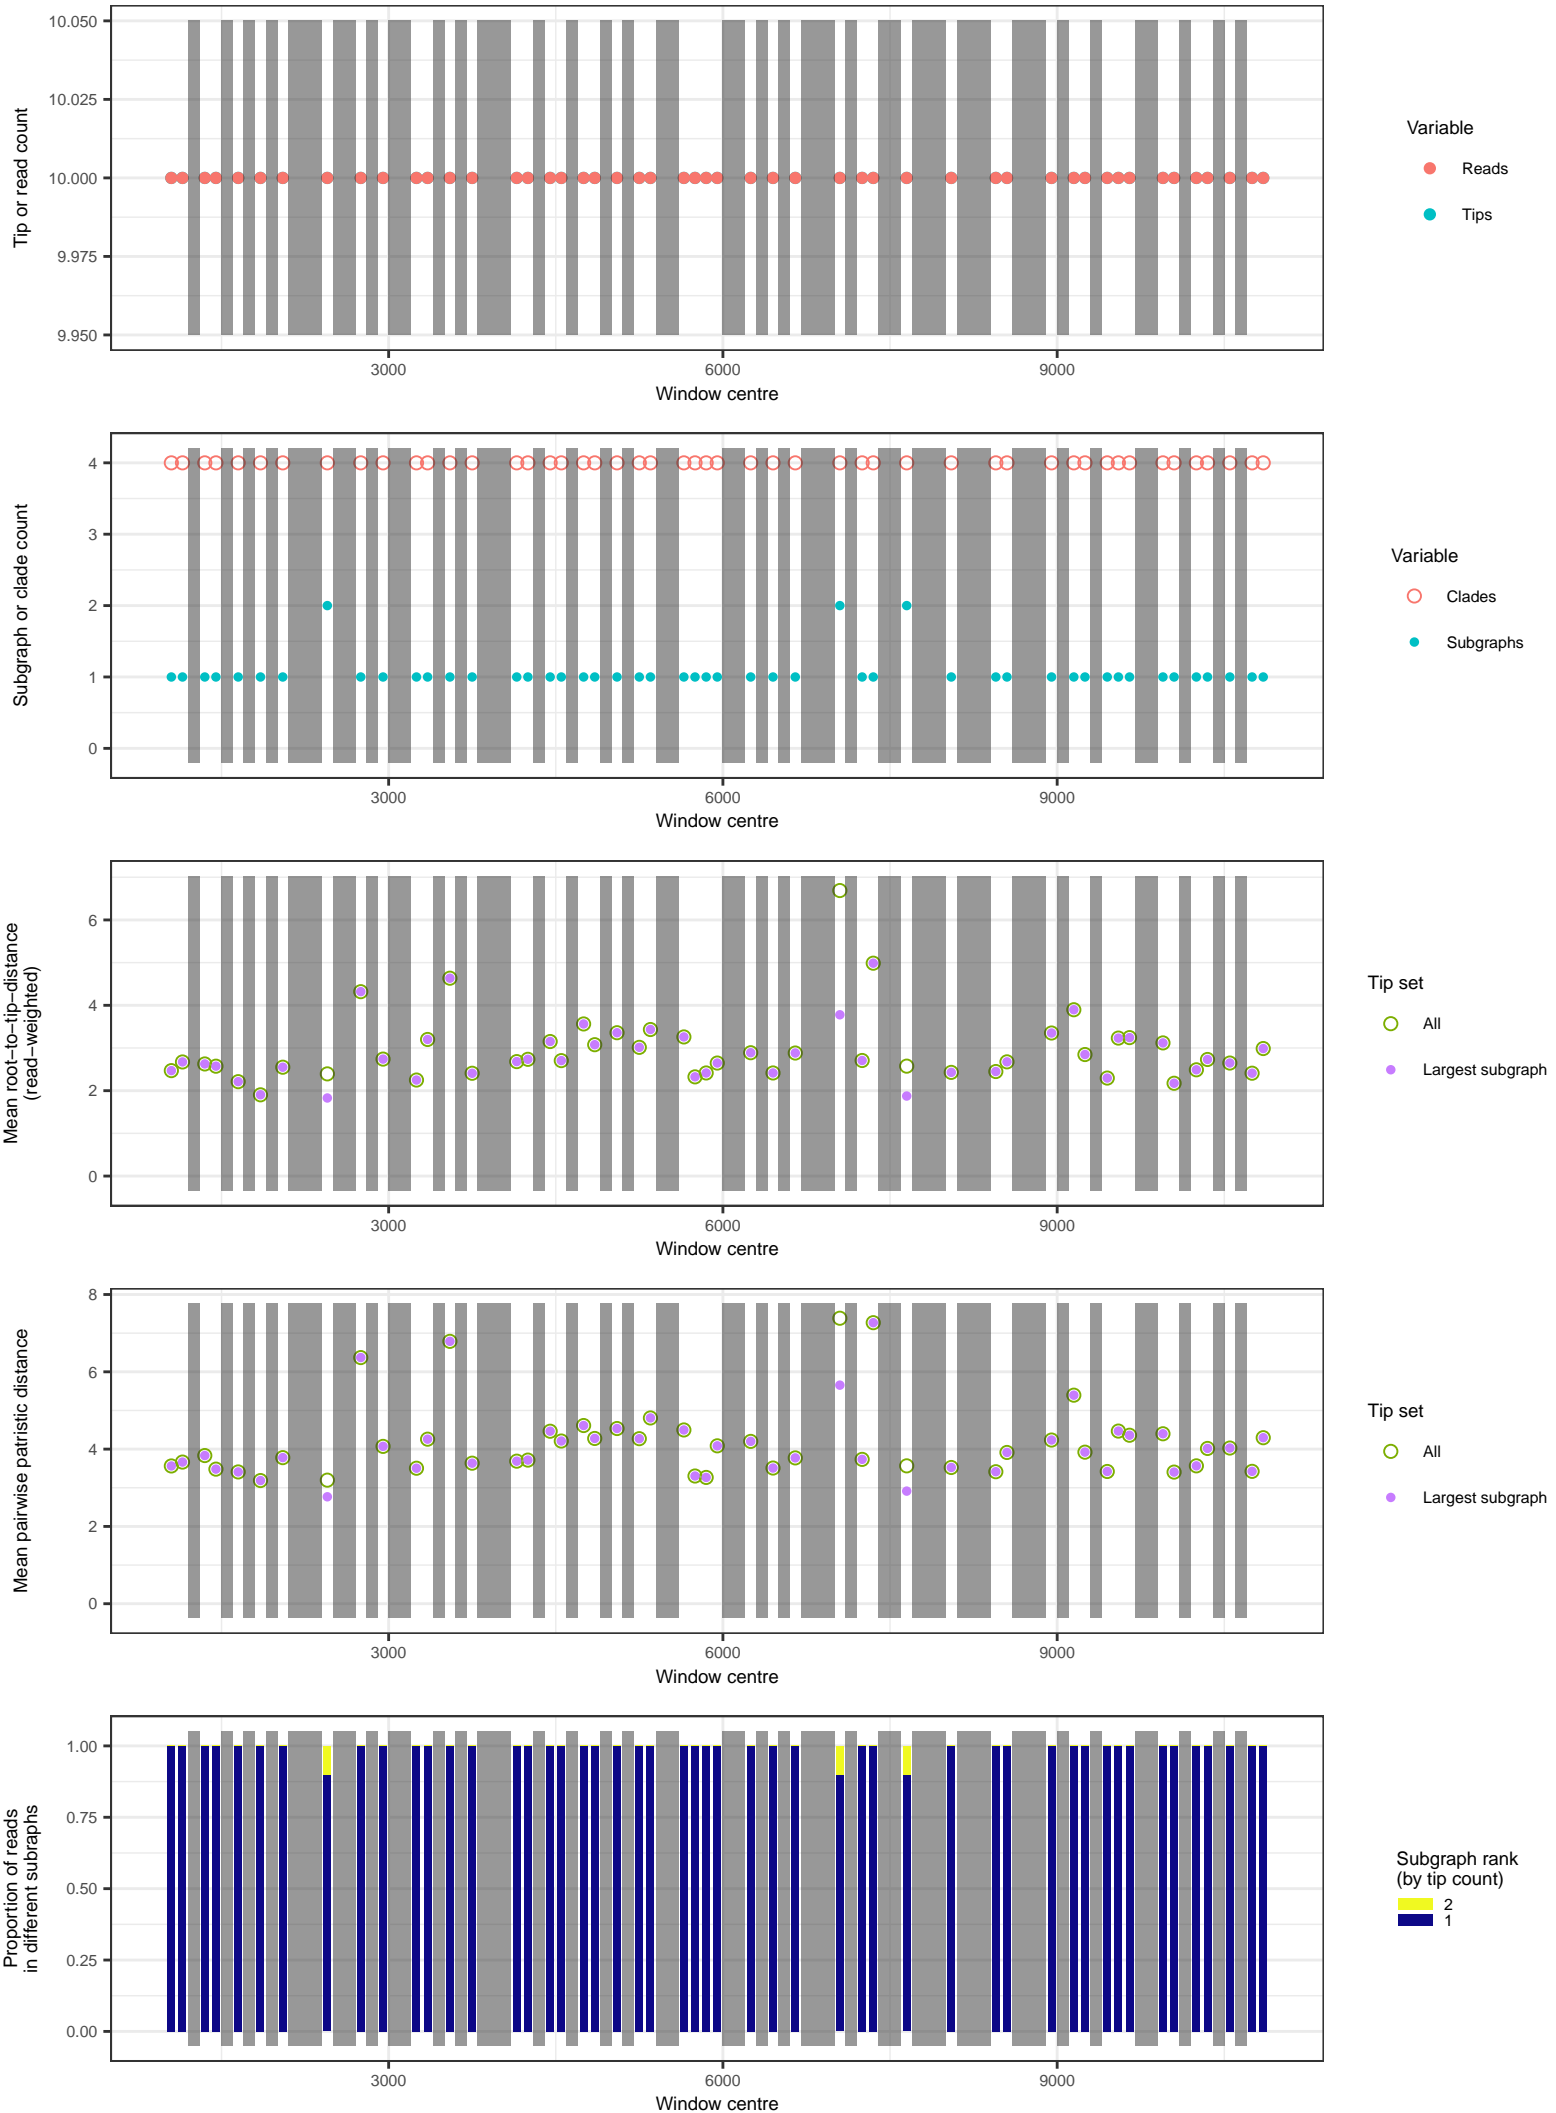 10.050
10.025
10.000
9.975
9.950
Tip or read count
3000
6000
9000
Window centre
Variable
Reads
Tips
4
3
2
1
0
Subgraph or clade count
3000
6000
9000
Window centre
Variable
Clades
Subgraphs
6
4
2
0
Mean root−to−tip−distance
(read−weighted)
3000
6000
9000
Window centre
Tip set
All
Largest subgraph
8
6
4
2
0
Mean pairwise patristic distance
3000
6000
9000
Window centre
Tip set
All
Largest subgraph
1.00
0.75
0.50
0.25
0.00
Proportion of reads
in different subraphs
3000
6000
9000
Window centre
Subgraph rank
(by tip count)
2
1